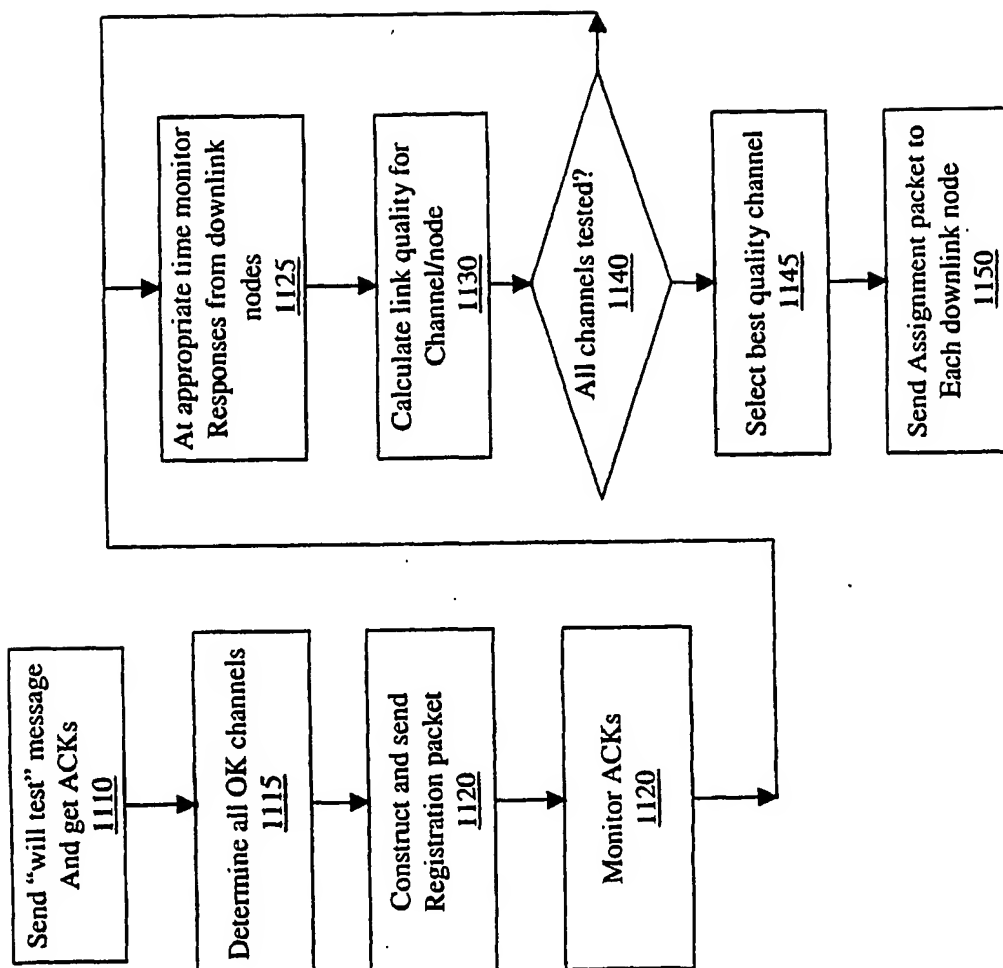 Send “will test” message
And get ACKs
1110
Determine all OK channels
1115
Construct and send
Registration packet
1120
Monitor ACKs
1120
At appropriate time monitor
Responses from downlink
nodes
1125
Calculate link quality for
Channel/node
1130
All channels tested?
1140
Select best quality channel
1145
Send Assignment packet to
Each downlink node
1150